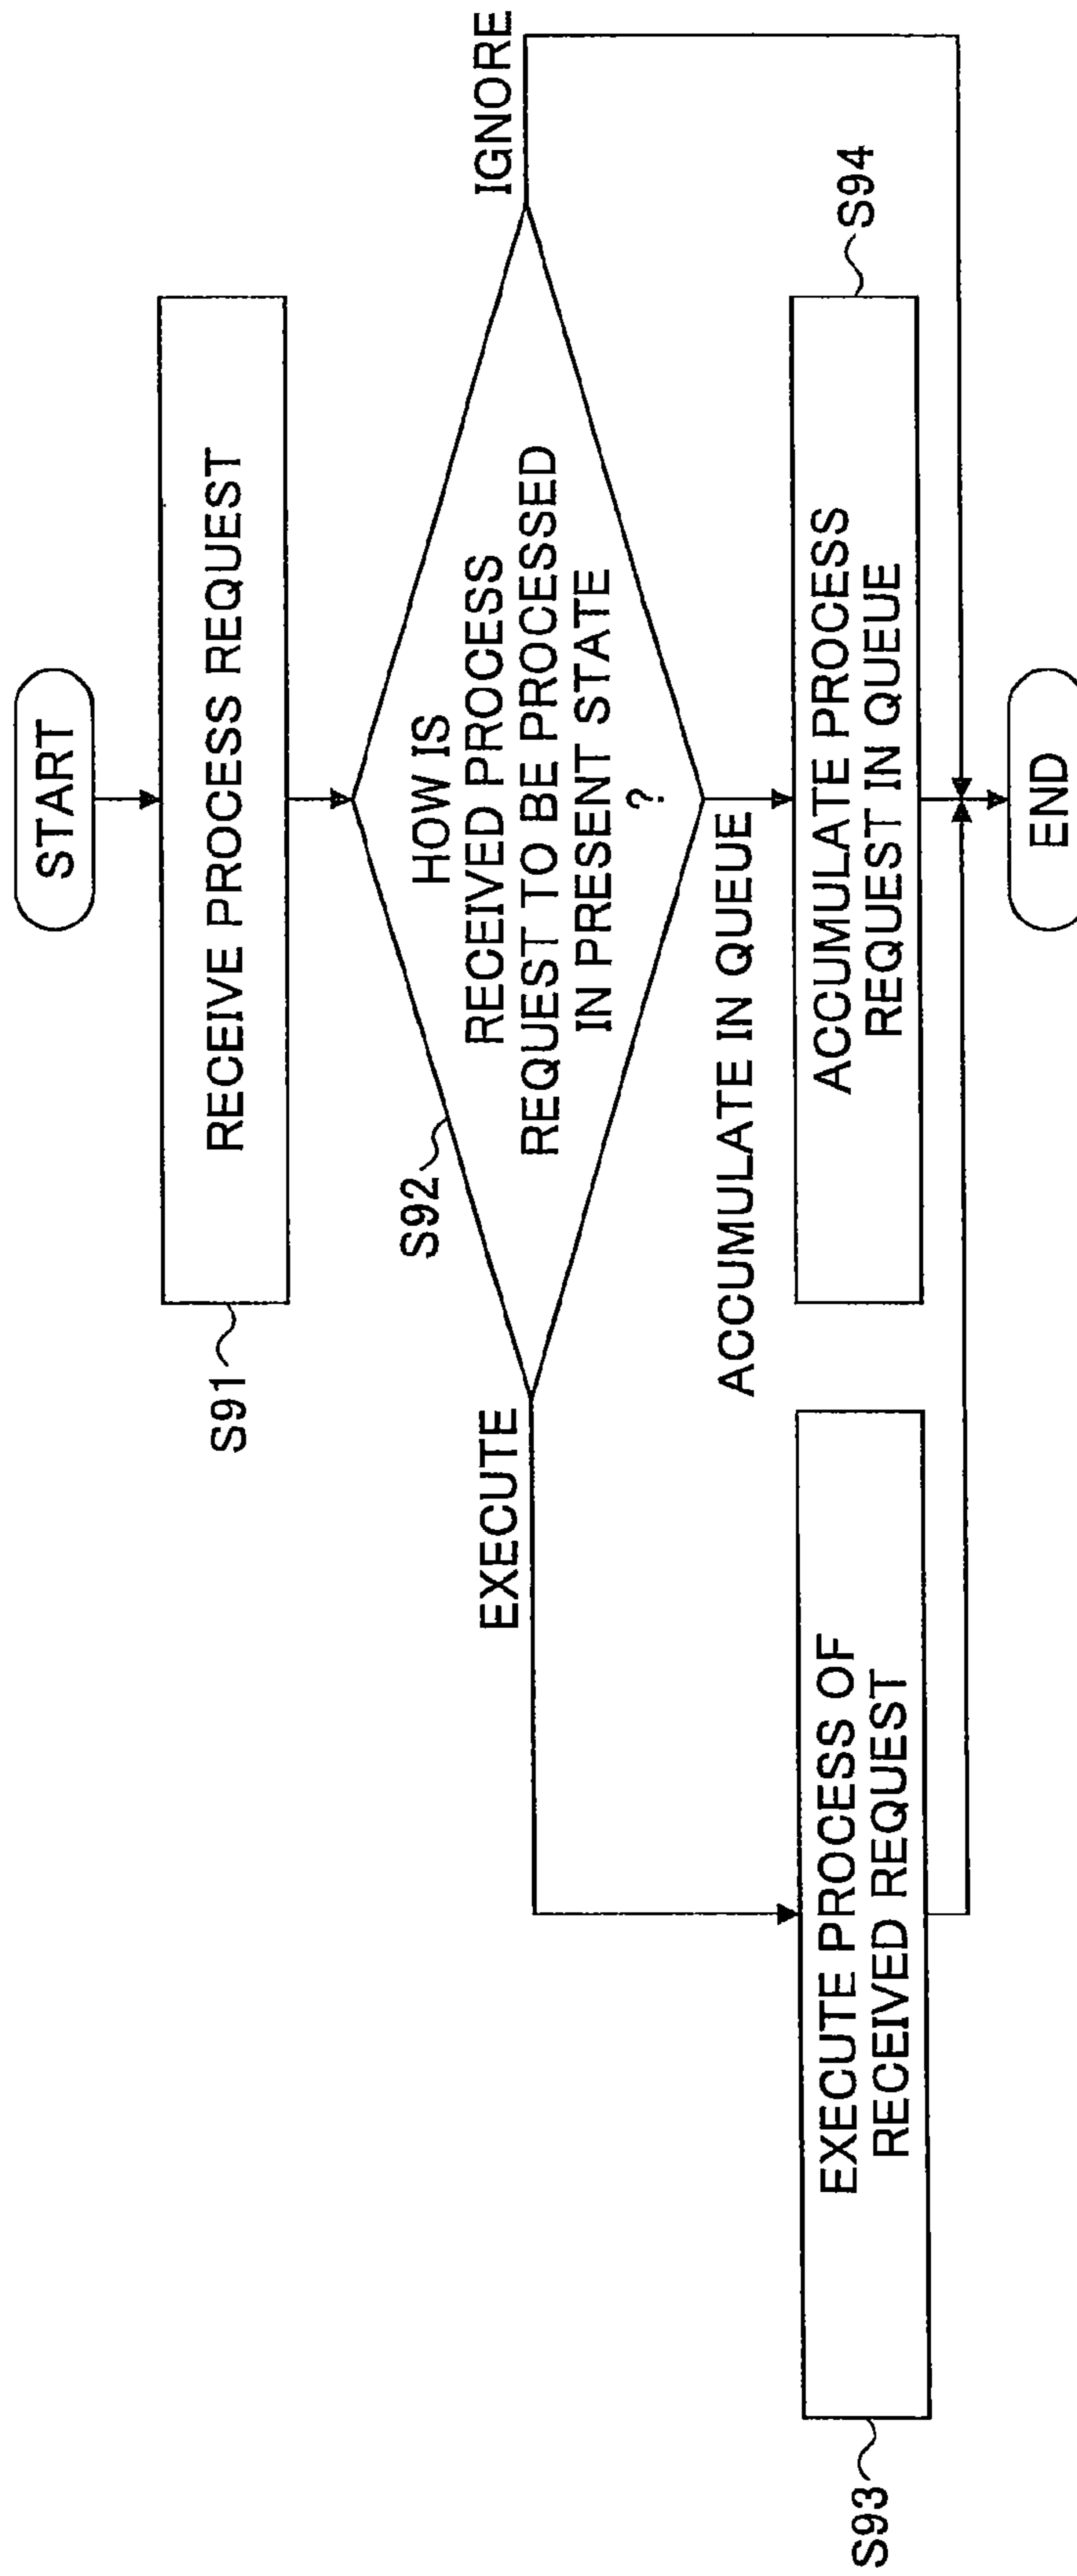 START
S91
RECEIVE PROCESS REQUEST
S92
HOW IS
RECEIVED PROCESS
REQUEST TO BE PROCESSED
IN PRESENT STATE
?
EXECUTE
IGNORE
ACCUMULATE IN QUEUE
S93
EXECUTE PROCESS OF
RECEIVED REQUEST
ACCUMULATE PROCESS
REQUEST IN QUEUE
S94
END